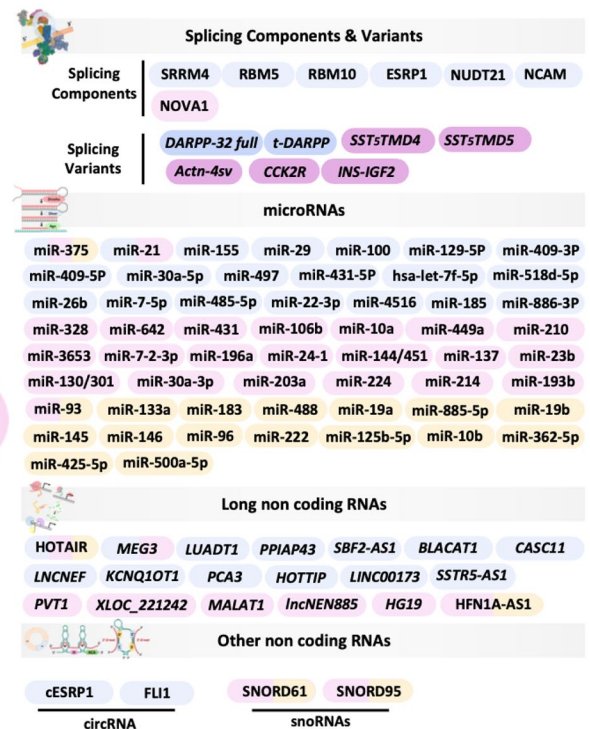 Splicing Components & Variants
Splicing Components
SRRM4 RBM5 RBM10 ESRP1 NUDT21 NCAM
NOVA1
Splicing Variants
DARPP-32 full t-DARPP SST5TMD4 SST5TMD5
Actn-4sv CCK2R INS-IGF2
microRNAs
miR-375 miR-21 miR-155 miR-29 miR-100 miR-129-5P miR-409-3P
miR-409-5P miR-30a-5p miR-497 miR-431-5P hsa-let-7f-5p miR-518d-5p
miR-26b miR-7-5p miR-485-5p miR-22-3p miR-4516 miR-185 miR-886-3P
miR-328 miR-642 miR-431 miR-106b miR-10a miR-449a miR-210
miR-3653 miR-7-2-3p miR-196a miR-24-1 miR-144/451 miR-137 miR-23b
miR-130/301 miR-30a-3p miR-203a miR-224 miR-214 miR-193b
miR-93 miR-133a miR-183 miR-488 miR-19a miR-885-5p miR-19b
miR-145 miR-146 miR-96 miR-222 miR-125b-5p miR-10b miR-362-5p
miR-425-5p miR-500a-5p
Long non coding RNAs
HOTAIR MEG3 LUADT1 PPIAP43 SBF2-AS1 BLACAT1 CASC11
LNCNEF KCNQ1OT1 PCA3 HOTTIP LINC00173 SSTR5-AS1
PVT1 XLOC_221242 MALAT1 lncNEN885 HG19 HFN1A-AS1
Other non coding RNAs
cESRP1 FLI1 SNORD61 SNORD95
circRNA snoRNAs